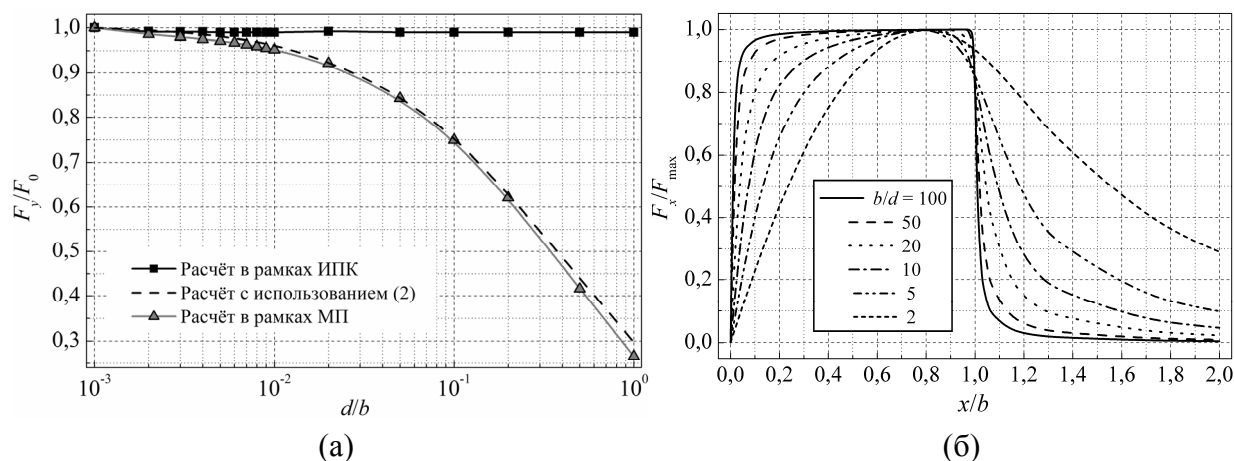 1,0
0,9
0,8
0,7
0,6
0,5
0,4
0,3
F_y/F_0
Расчёт в рамках ИПК
Расчёт с использованием (2)
Расчёт в рамках МП
10^-3 10^-2 10^-1 10^0
d/b
(а)
1,0
0,8
0,6
0,4
0,2
0,0
F_x/F_max
b/d = 100
50
20
10
5
2
0,0 0,2 0,4 0,6 0,8 1,0 1,2 1,4 1,6 1,8 2,0
x/b
(б)